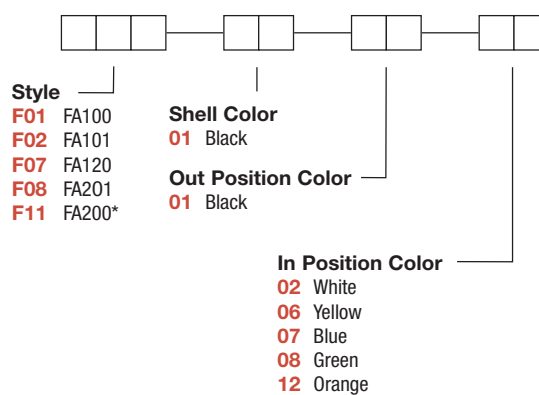 Style
F01 FA100
F02 FA101
F07 FA120
F08 FA201
F11 FA200*
Shell Color
01 Black
Out Position Color
01 Black
In Position Color
02 White
06 Yellow
07 Blue
08 Green
12 Orange